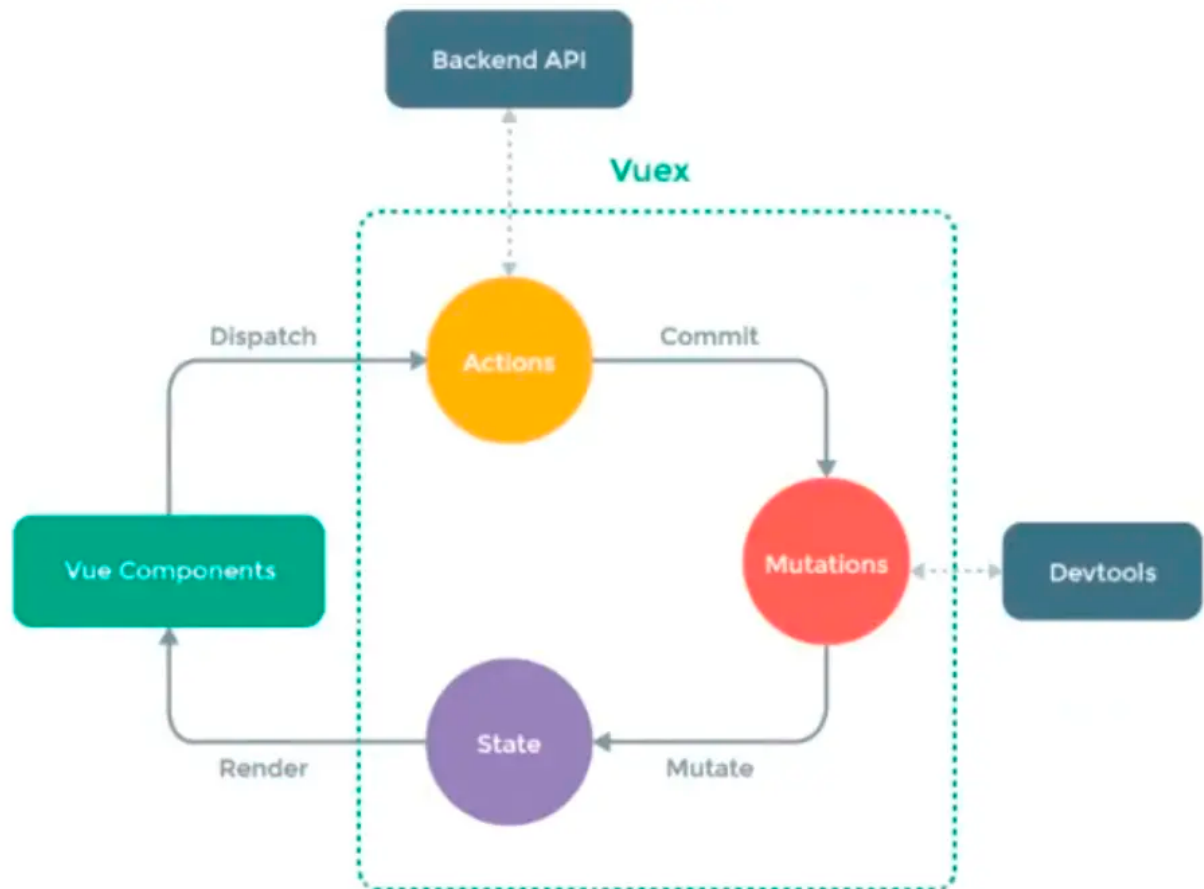 Backend API
Vuex
Dispatch
Commit
Actions
Mutations
Vue Components
Devtools
State
Render
Mutate